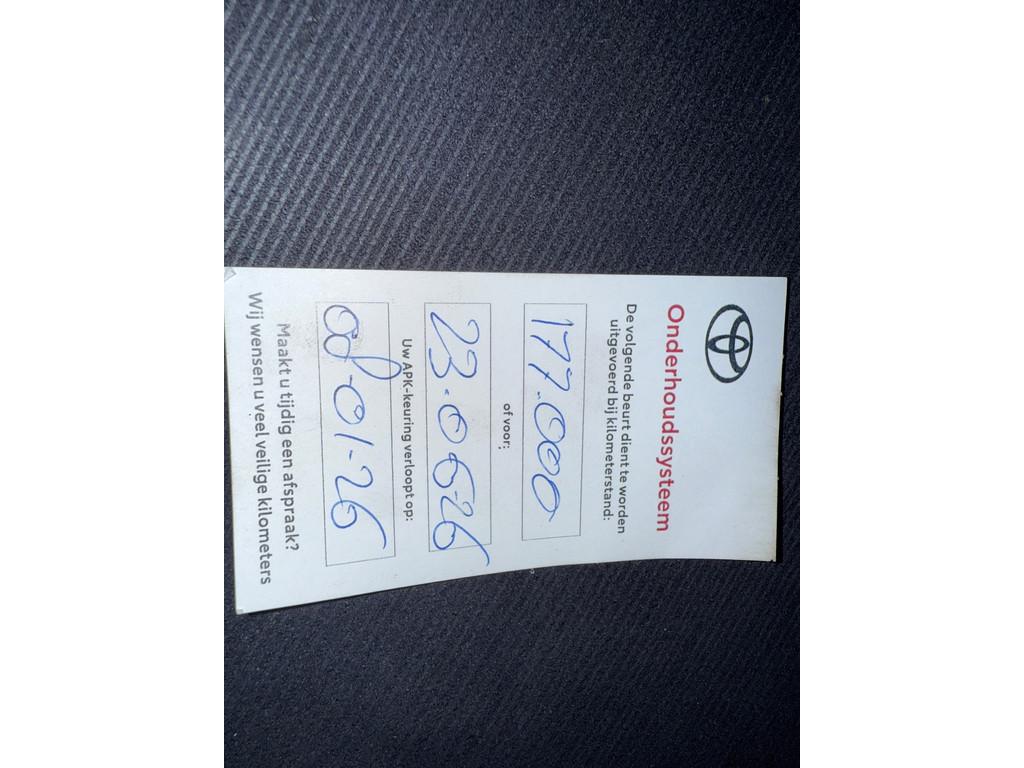 Onderhoudssysteem
De volgende beurt dient te worden
uitgevoerd bij kilometerstand:
177.000
of voor:
23.06.26
Uw APK-keuring verloopt op:
08-01-26
Maakt u tijdig een afspraak?
Wij wensen u veel veilige kilometers